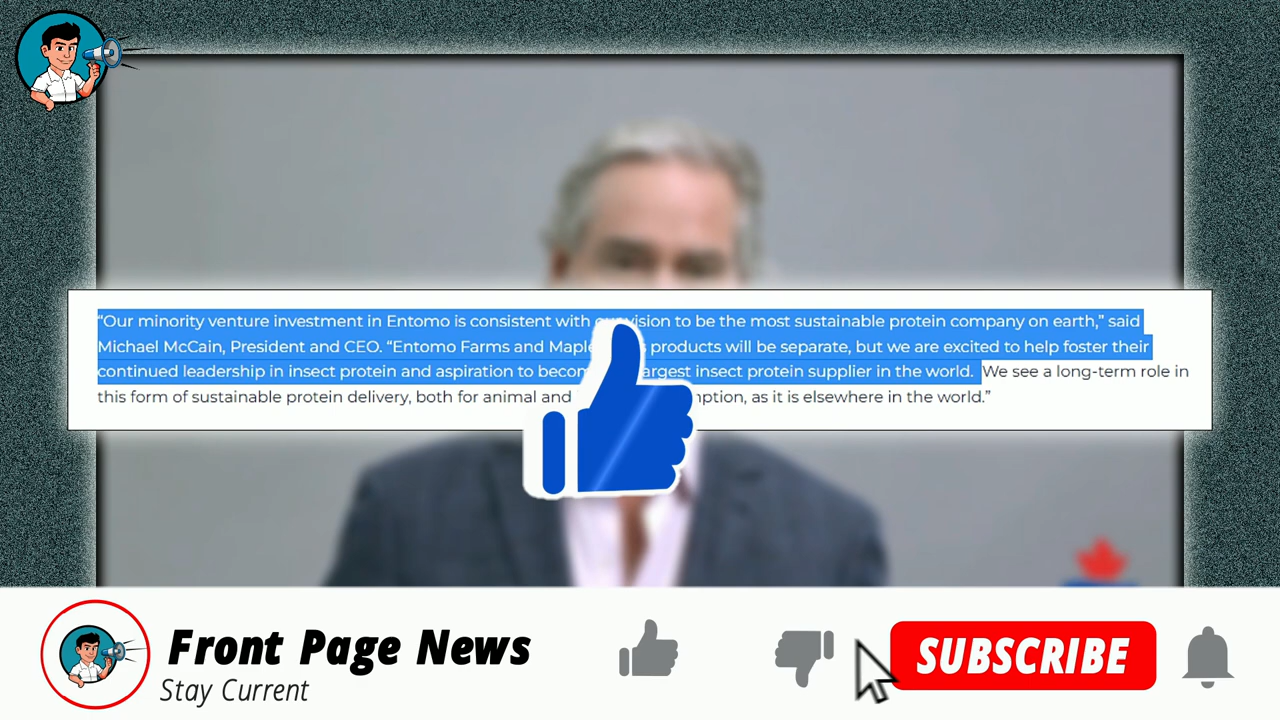 “Our minority venture investment in Entomo is consistent with vision to be the most sustainable protein company on earth,” said
Michael McCain, President and CEO. “Entomo Farms and Maple products will be separate, but we are excited to help foster their
continued leadership in insect protein and aspiration to argest insect protein supplier in the world. We see a long-term role in
this form of sustainable protein delivery, both for animal and as it is elsewhere in the world.”
Front Page News
Stay Current
SUBSCRIBE